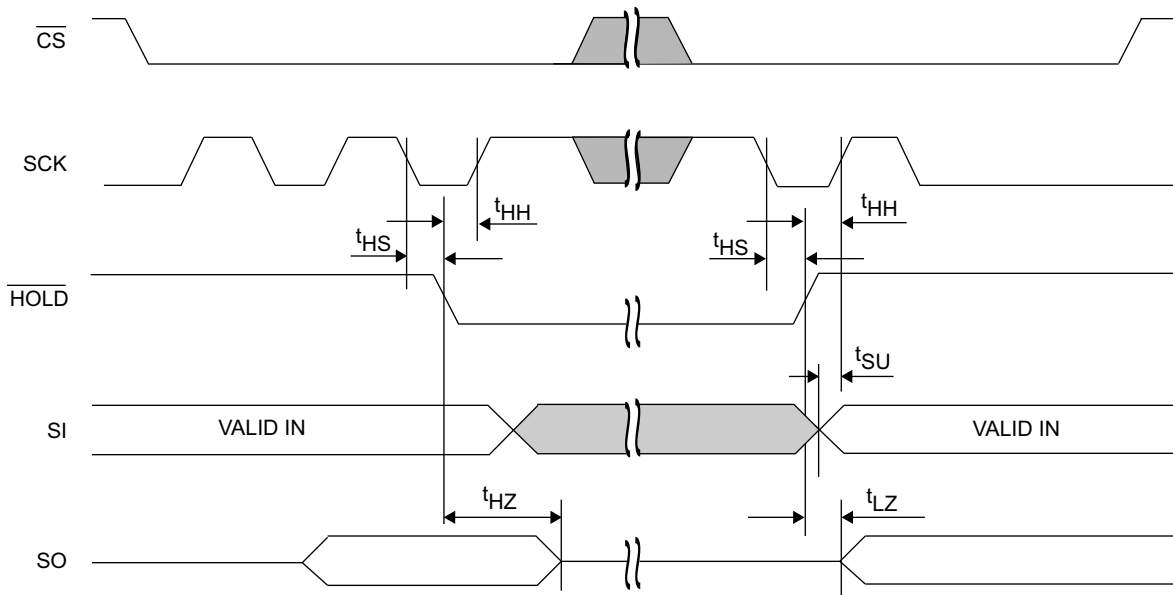 CS
SCK
tHH
tHH
tHS
tHS
HOLD
tSU
SI
VALID IN
VALID IN
tHZ
tLZ
SO